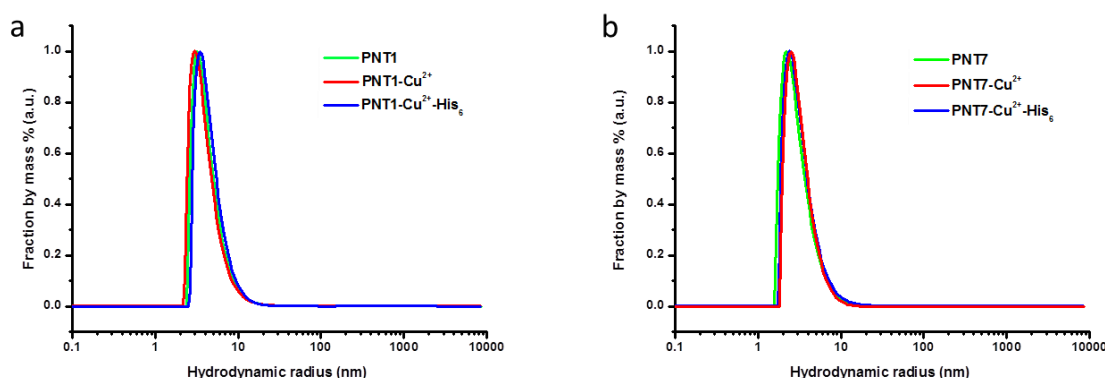 a
PNT1
PNT1-Cu²⁺
PNT1-Cu²⁺-His₆
Fraction by mass % (a.u.)
1.0
0.8
0.6
0.4
0.2
0.0
0.1
1
10
100
1000
10000
Hydrodynamic radius (nm)
b
PNT7
PNT7-Cu²⁺
PNT7-Cu²⁺-His₆
Fraction by mass % (a.u.)
1.0
0.8
0.6
0.4
0.2
0.0
0.1
1
10
100
1000
10000
Hydrodynamic radius (nm)